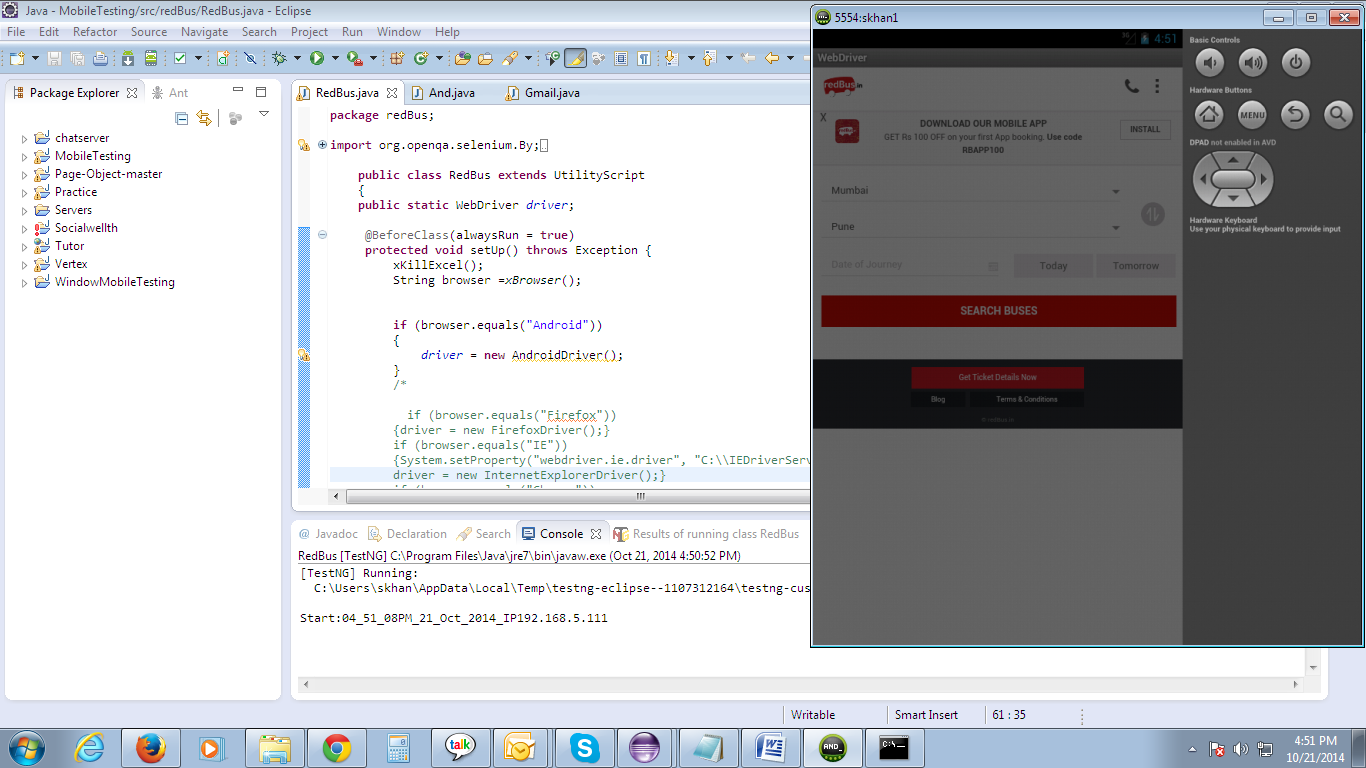 Java - MobileTesting/src/redBus/RedBus.java - Eclipse
File Edit Refactor Source Navigate Search Project Run Window Help
Package Explorer Ant
chatserver
MobileTesting
Page-Object-master
Practice
Servers
Socialwellth
Tutor
Vertex
WindowMobileTesting
RedBus.java And.java Gmail.java
package redBus;
import org.openqa.selenium.By;
public class RedBus extends UtilityScript
{
public static WebDriver driver;
@BeforeClass(alwaysRun = true)
protected void setUp() throws Exception {
xKillExcel();
String browser =xBrowser();
if (browser.equals("Android"))
{
driver = new AndroidDriver();
}
/*
if (browser.equals("Firefox"))
{driver = new FirefoxDriver();}
if (browser.equals("IE"))
{System.setProperty("webdriver.ie.driver", "C:\\IEDriverServ
driver = new InternetExplorerDriver();}
@ Javadoc Declaration Search Console Results of running class RedBus
RedBus [TestNG] C:\Program Files\Java\jre7\bin\javaw.exe (Oct 21, 2014 4:50:52 PM)
[TestNG] Running:
C:\Users\skhan\AppData\Local\Temp\testng-eclipse--1107312164\testng-cus
Start:04_51_08PM_21_Oct_2014_IP192.168.5.111
Writable Smart Insert 61 : 35
5554:skhan1
3G 4:51
WebDriver
redBus.in
X
DOWNLOAD OUR MOBILE APP
GET Rs 100 OFF on your first App booking. Use code
RBAPP100
INSTALL
Mumbai
Pune
Date of Journey Today Tomorrow
SEARCH BUSES
Get Ticket Details Now
Blog Terms & Conditions
Basic Controls
Hardware Buttons
MENU
DPAD not enabled in AVD
Hardware Keyboard
Use your physical keyboard to provide input
talk
AND
C:\
4:51 PM
10/21/2014